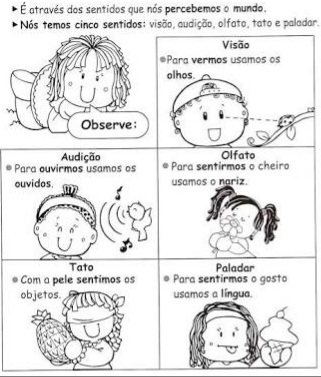 É através dos sentidos que nós percebemos o mundo.
Nós temos cinco sentidos: visão, audição, olfato, tato e paladar.
Observe:
Visão
Para vermos usamos os
olhos.
Audição
Para ouvirmos usamos os
ouvidos.
Olfato
Para sentirmos o cheiro
usamos o nariz.
Tato
Com a pele sentimos os
objetos.
Paladar
Para sentirmos o gosto
usamos a língua.